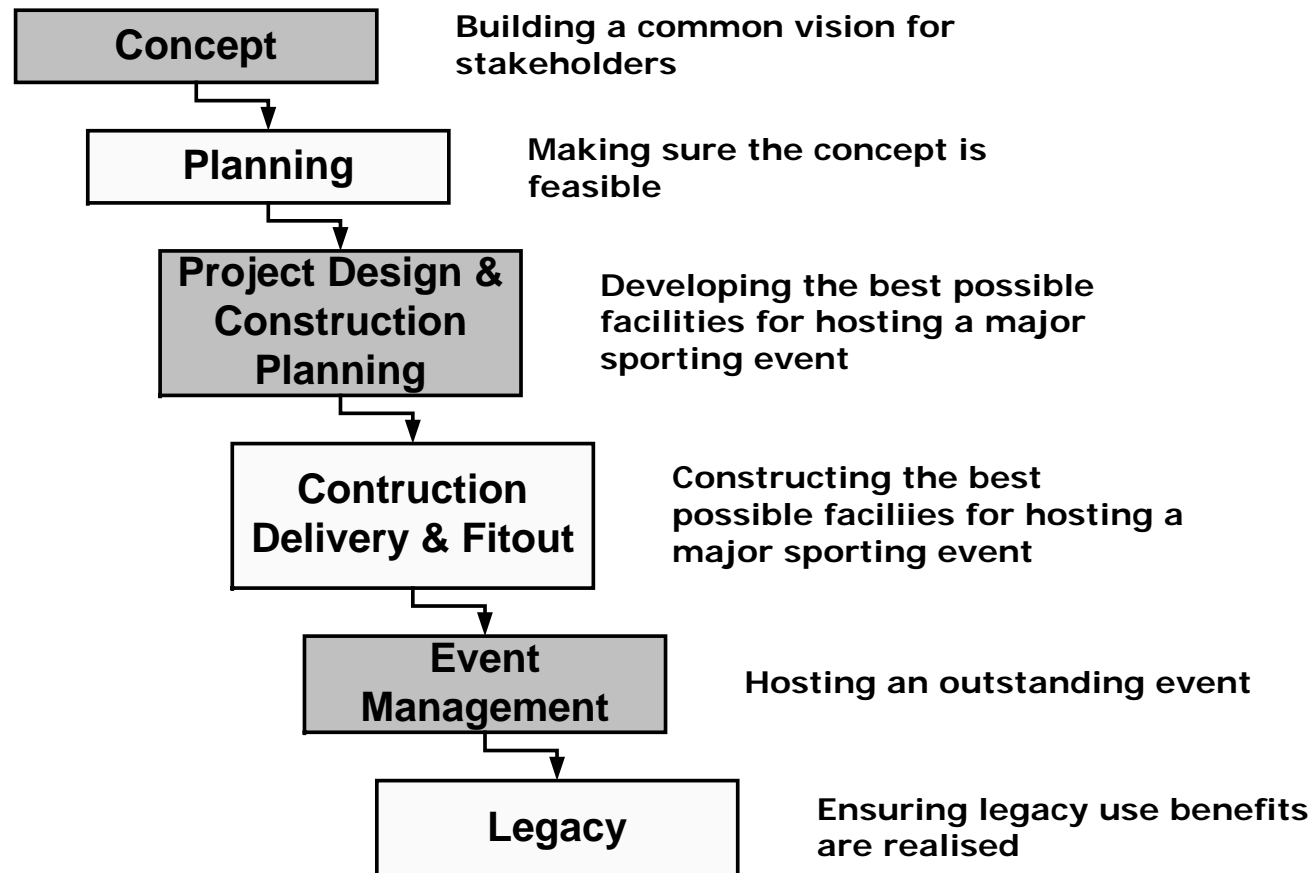 Concept
Building a common vision for
stakeholders
Planning
Making sure the concept is
feasible
Project Design &
Construction
Planning
Developing the best possible
facilities for hosting a major
sporting event
Contruction
Delivery & Fitout
Constructing the best
possible faciliies for hosting a
major sporting event
Event
Management
Hosting an outstanding event
Legacy
Ensuring legacy use benefits
are realised